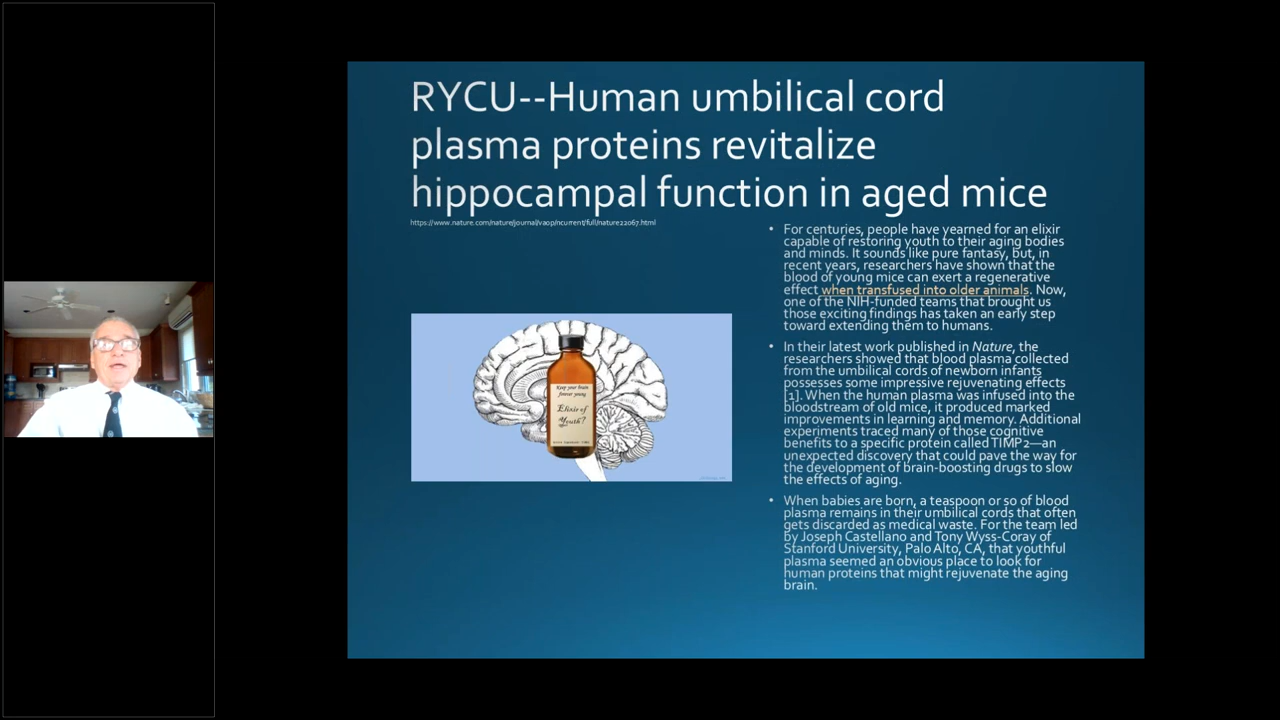 RYCU--Human umbilical cord
plasma proteins revitalize
hippocampal function in aged mice
https://www.nature.com/nature/journal/vaop/ncurrent/full/nature22067.html
• For centuries, people have yearned for an elixir
capable of restoring youth to their aging bodies
and minds. It sounds like pure fantasy, but, in
recent years, researchers have shown that the
blood of young mice can exert a regenerative
effect when transfused into older animals. Now,
one of the NIH-funded teams that brought us
those exciting findings has taken an early step
toward extending them to humans.
• In their latest work published in Nature, the
researchers showed that blood plasma collected
from the umbilical cords of newborn infants
possesses some impressive rejuvenating effects
[1]. When the human plasma was infused into the
bloodstream of old mice, it produced marked
improvements in learning and memory. Additional
experiments traced many of those cognitive
benefits to a specific protein called TIMP2—an
unexpected discovery that could pave the way for
the development of brain-boosting drugs to slow
the effects of aging.
• When babies are born, a teaspoon or so of blood
plasma remains in their umbilical cords that often
gets discarded as medical waste. For the team led
by Joseph Castellano and Tony Wyss-Coray of
Stanford University, Palo Alto, CA, that youthful
plasma seemed an obvious place to look for
human proteins that might rejuvenate the aging
brain.
Keep your brain
forever young
Elixir of
Youth?